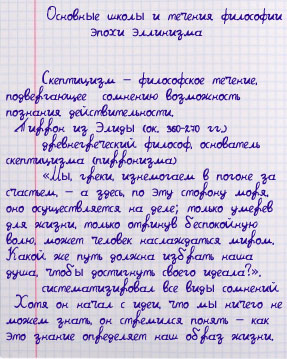 Основные школы и течения философии
эпохи Эллинизма
Скептицизм – философское течение,
подвергающее сомнению возможность
познания действительности.
Пиррон из Элиды (ок. 360-270 гг.)
древнегреческий философ, основатель
скептицизма (пирронизма)
«Мы, греки, изнемогаем в погоне за
счастьем, – а здесь, по эту сторону моря,
оно осуществляется на деле; только умерев
для жизни, только отринув беспокойную
волю, может человек наслаждаться миром.
Какой же путь должна избрать наша
душа, чтобы достигнуть своего идеала?».
систематизировал все виды сомнений
Хотя он начал с идеи, что мы ничего не
можем знать, он стремился понять – как
это знание определяет наш образ жизни.